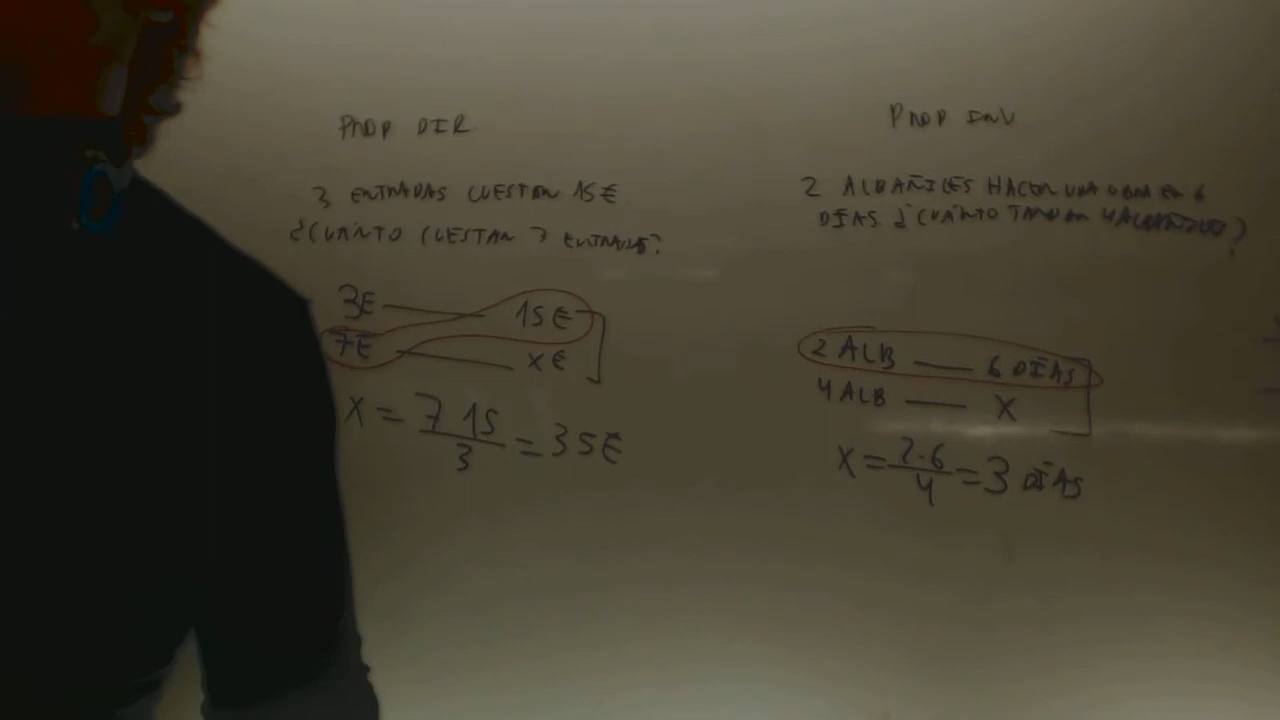 PROP DIR
3 ENTRADAS CUESTAN 15€
¿CUÁNTO CUESTAN 7 ENTRADAS?
3E — 15€
7E — X€
X = 7 15 / 3 = 35€
PROP INV
2 ALBAÑILES HACEN UNA OBRA EN 6
DÍAS ¿CUÁNTO TARDAN 4 ALBAÑILES?
2 ALB — 6 DÍAS
4 ALB — X
X = 2·6 / 4 = 3 DÍAS